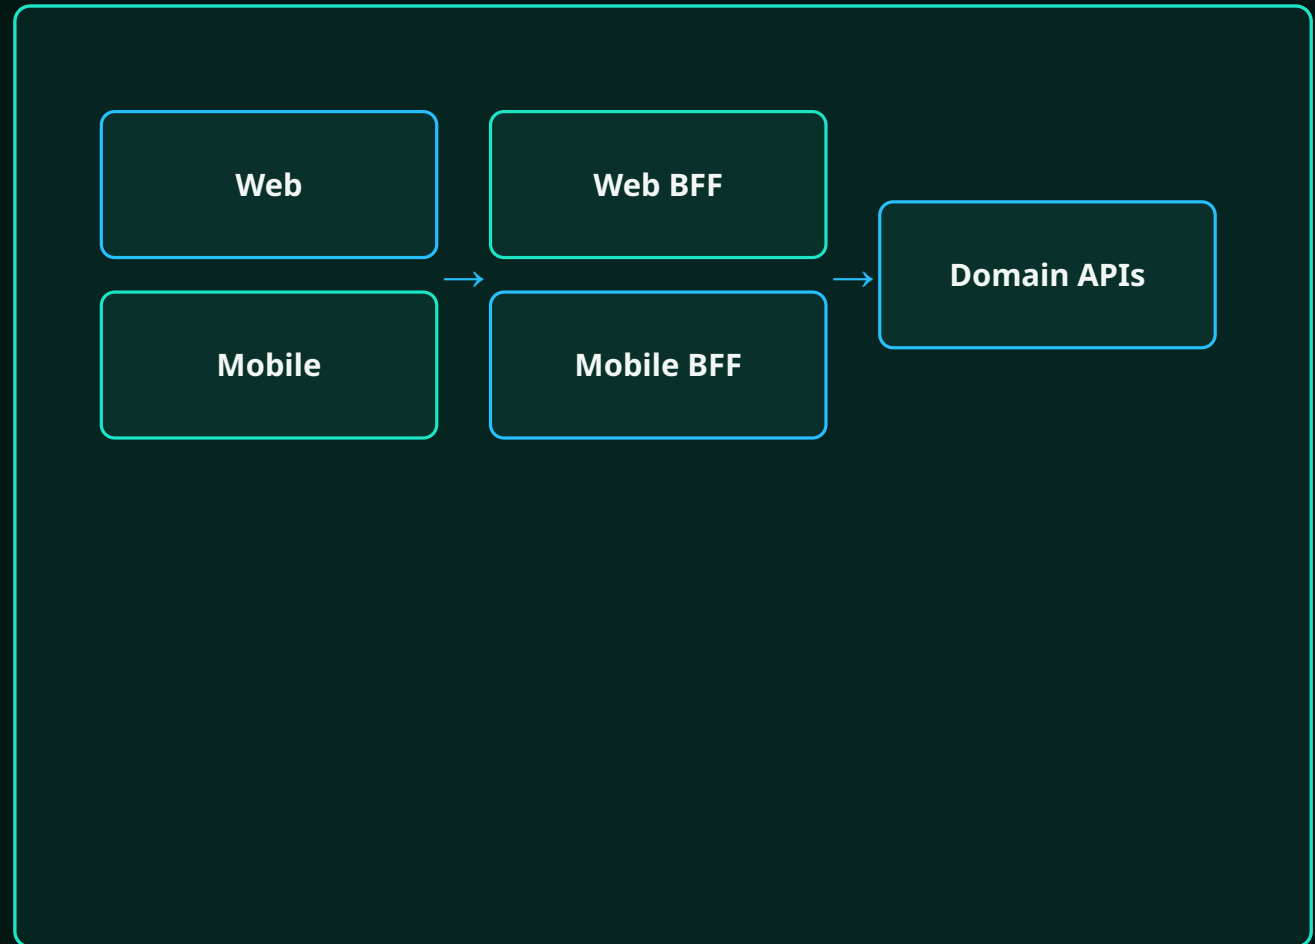 Web
Web BFF
Domain APIs
→
→
Mobile
Mobile BFF